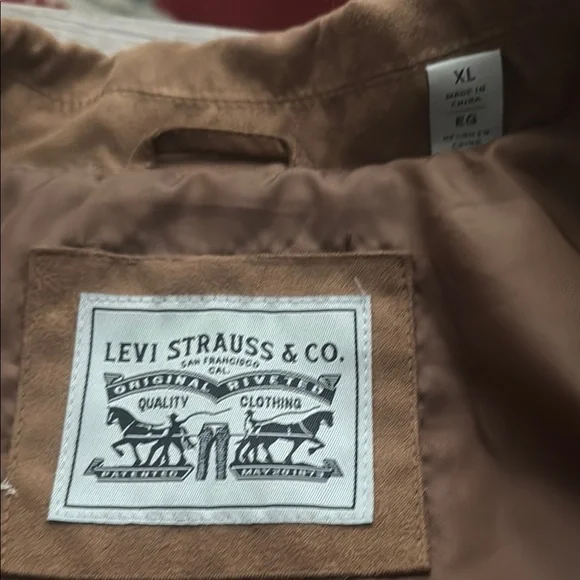 XL
MADE IN
CHINA
EG
LEVI STRAUSS & CO.
SAN FRANCISCO
CAL.
ORIGINAL RIVETED
QUALITY CLOTHING
PATENTED MAY 20 1873